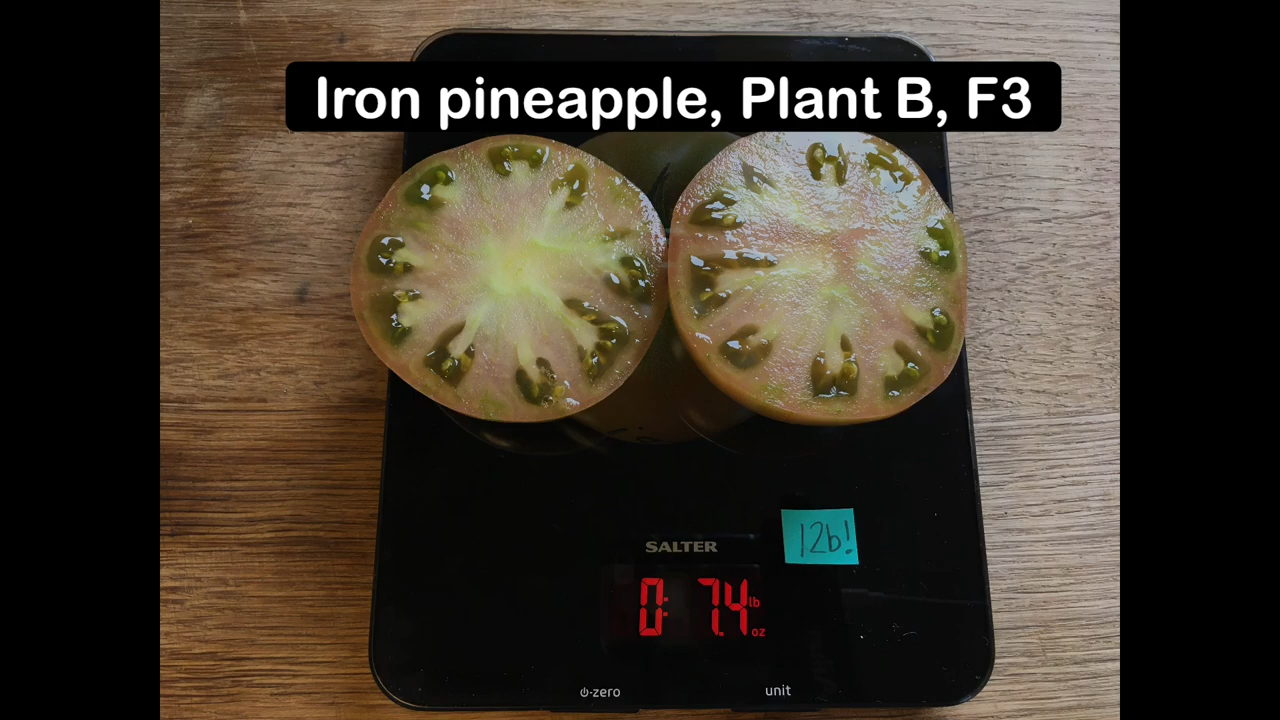 Iron pineapple, Plant B, F3
SALTER
12b!
0: 7.4 lb oz
-zero
unit